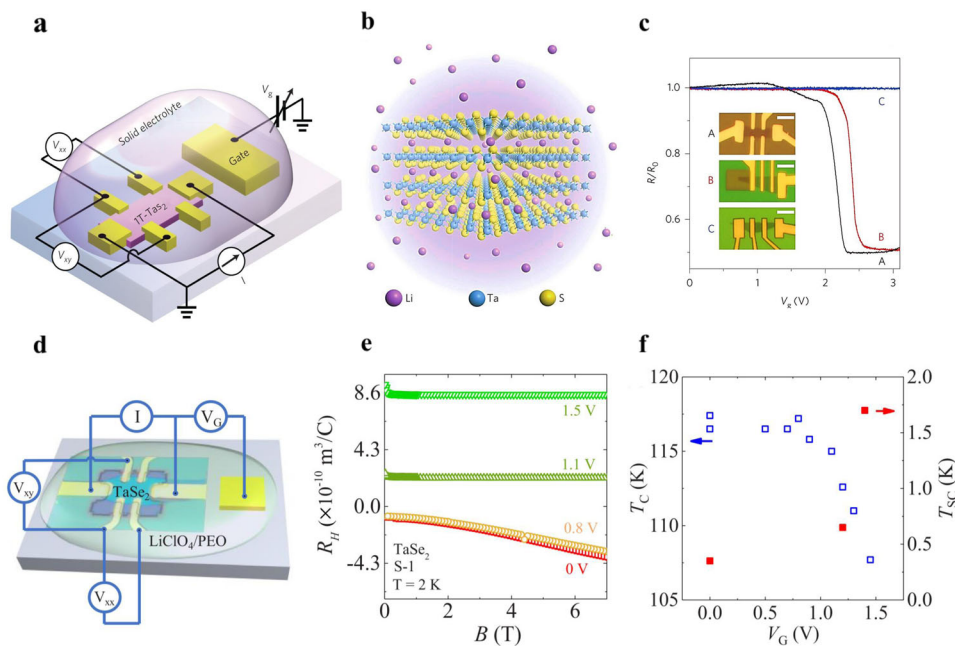 a
Solid electrolyte
Vg
Gate
Vxx
1T-TaS2
Vxy
I
b
Li
Ta
S
c
R/R0
1.0
0.8
0.6
C
A
B
C
B
A
0
1
2
3
Vg (V)
d
I
VG
Vxy
TaSe2
LiClO4/PEO
Vxx
e
RH (×10-10 m3/C)
8.6
4.3
0.0
-4.3
1.5 V
1.1 V
0.8 V
0 V
TaSe2
S-1
T = 2 K
0
2
4
6
B (T)
f
TC (K)
120
115
110
105
2.0
1.5
1.0
0.5
0.0
TSC (K)
0.0
0.5
1.0
1.5
VG (V)